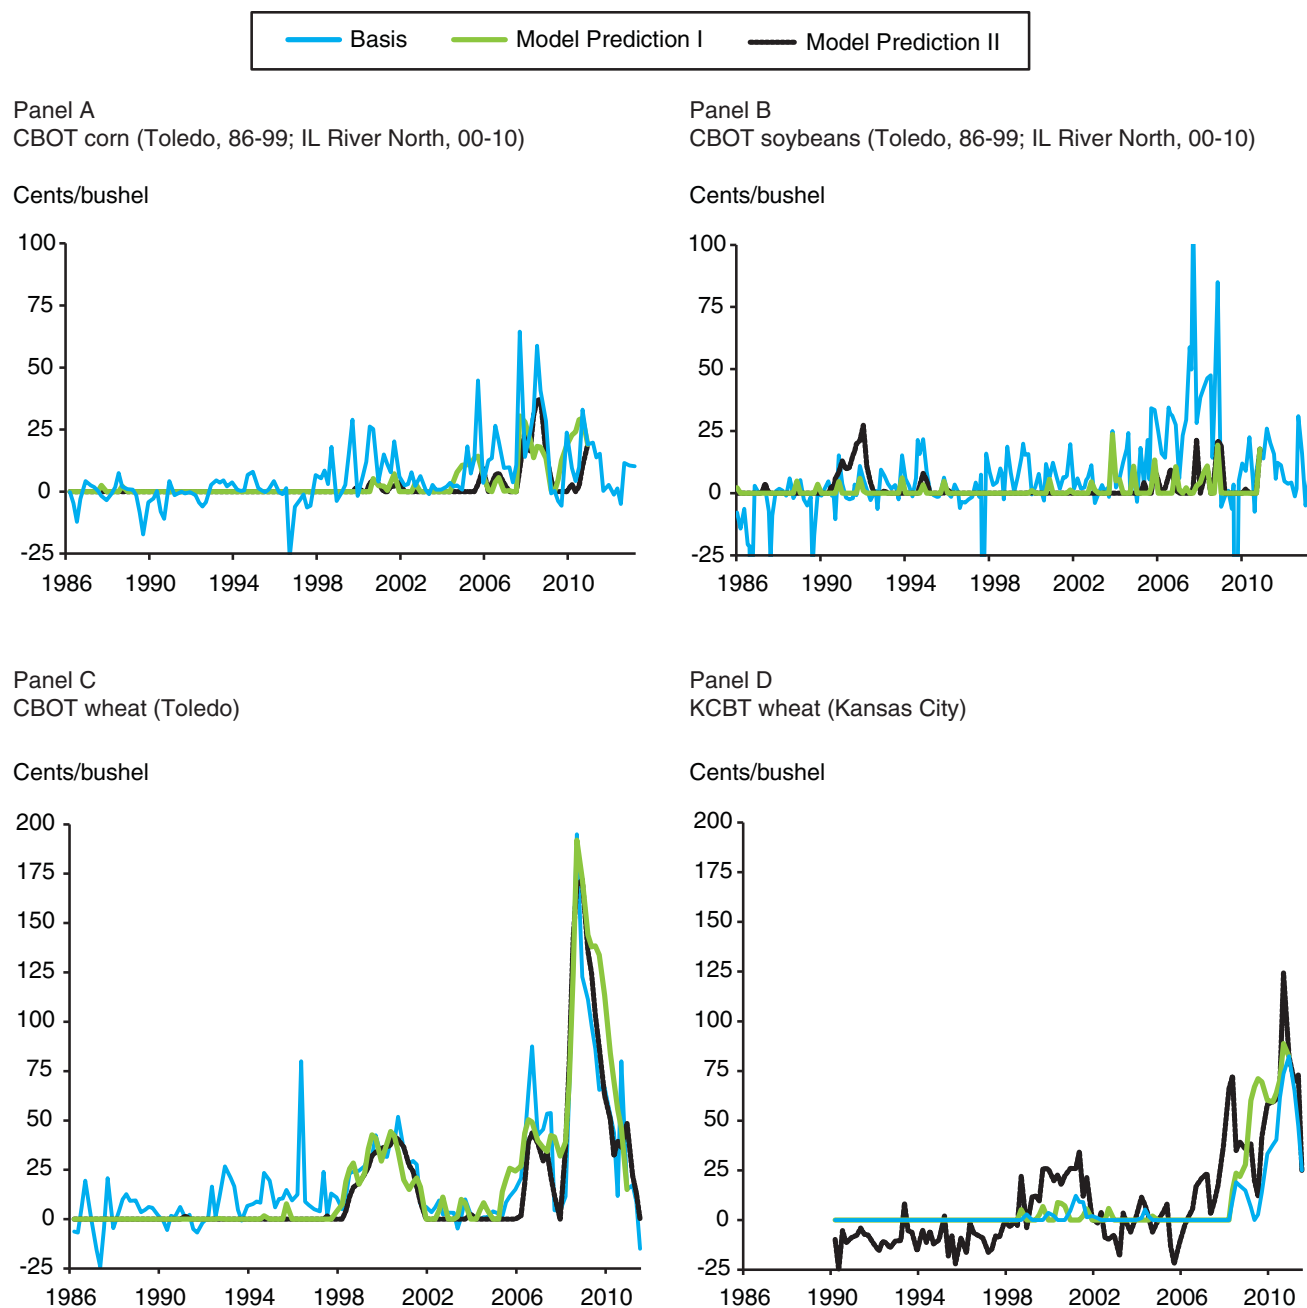 Basis Model Prediction I Model Prediction II
Panel A
CBOT corn (Toledo, 86-99; IL River North, 00-10)
Cents/bushel
100
75
50
25
0
-25
1986 1990 1994 1998 2002 2006 2010
Panel B
CBOT soybeans (Toledo, 86-99; IL River North, 00-10)
Cents/bushel
100
75
50
25
0
-25
1986 1990 1994 1998 2002 2006 2010
Panel C
CBOT wheat (Toledo)
Cents/bushel
200
175
150
125
100
75
50
25
0
-25
1986 1990 1994 1998 2002 2006 2010
Panel D
KCBT wheat (Kansas City)
Cents/bushel
200
175
150
125
100
75
50
25
0
-25
1986 1990 1994 1998 2002 2006 2010